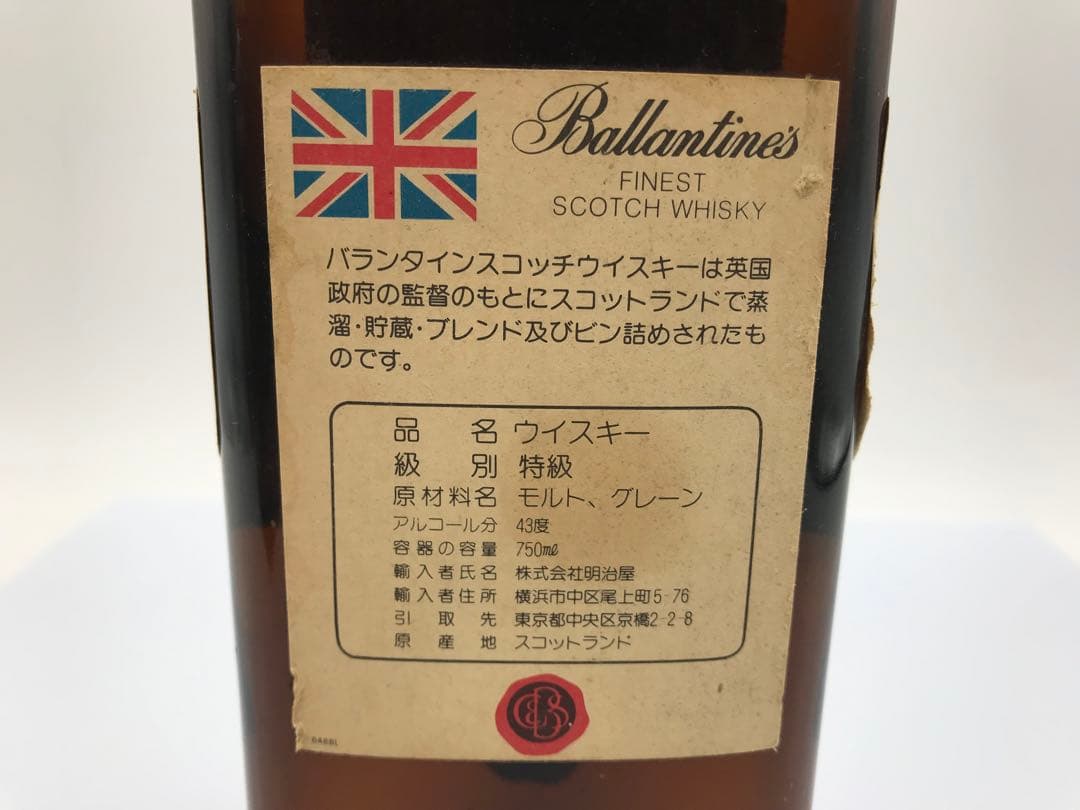 Ballantine's
FINEST
SCOTCH WHISKY
バランタインスコッチウイスキーは英国
政府の監督のもとにスコットランドで蒸
溜・貯蔵・ブレンド及びビン詰めされたも
のです。
品名 ウイスキー
級別 特級
原材料名 モルト、グレーン
アルコール分 43度
容器の容量 750ml
輸入者氏名 株式会社明治屋
輸入者住所 横浜市中区尾上町5-76
引取先 東京都中央区京橋2-2-8
原産地 スコットランド